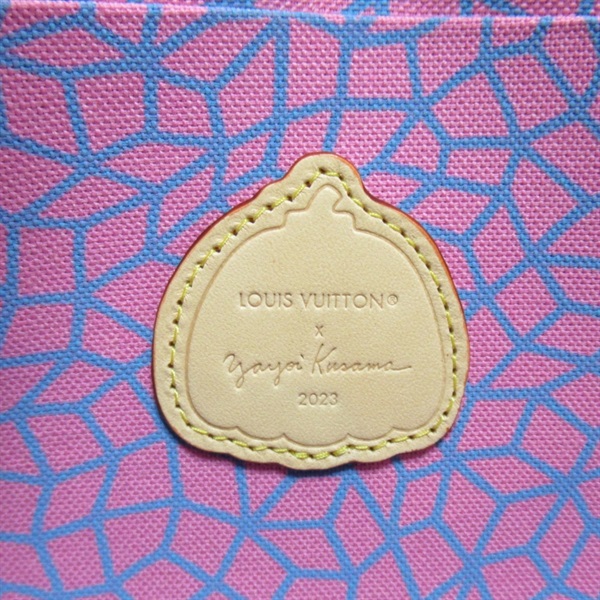 LOUIS VUITTON®
x
Yayoi Kusama
2023